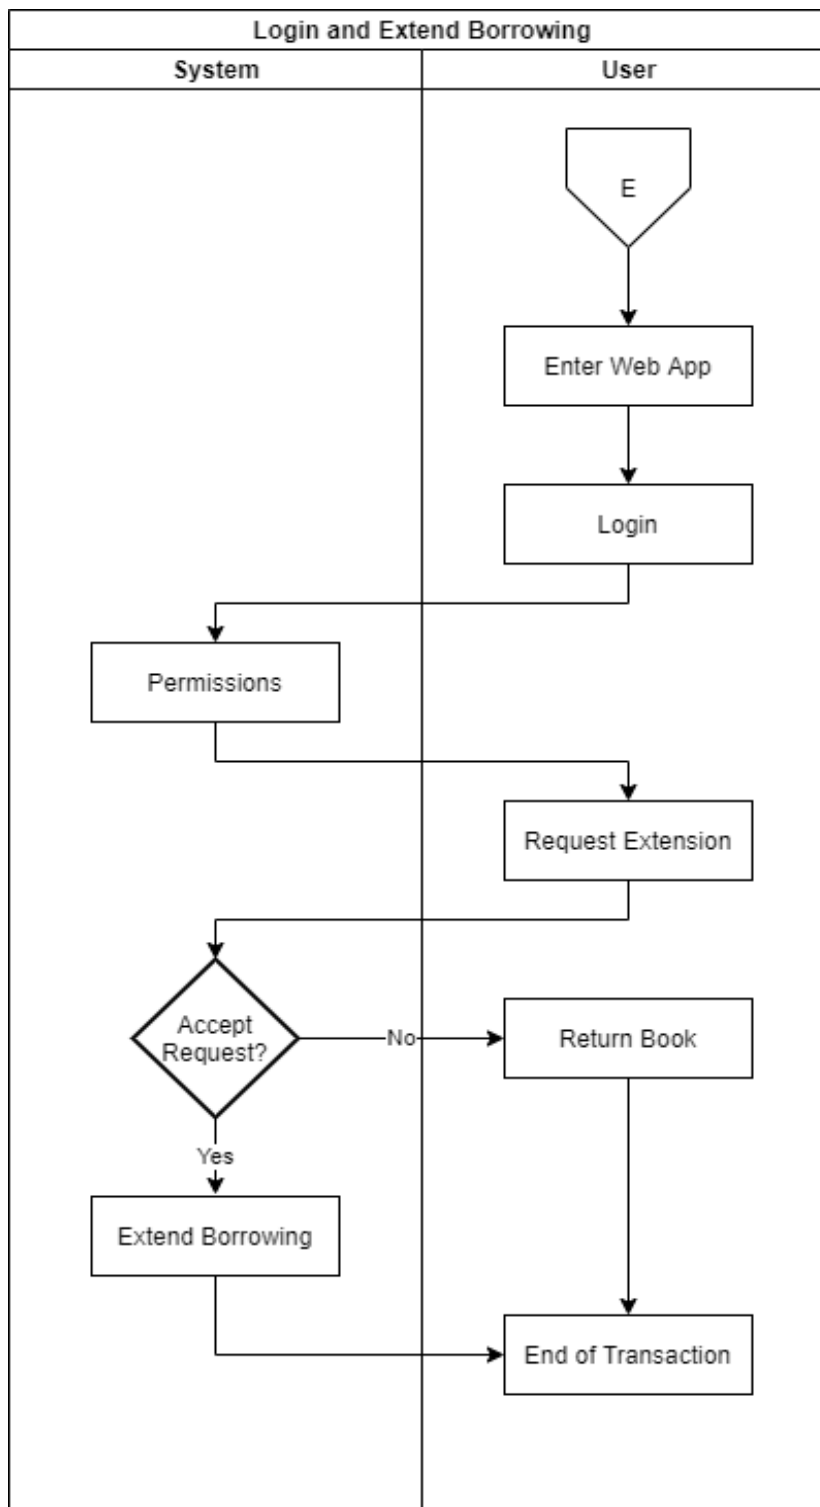 Login and Extend Borrowing
System
User
E
Enter Web App
Login
Permissions
Request Extension
Accept
Request?
No
Return Book
Yes
Extend Borrowing
End of Transaction